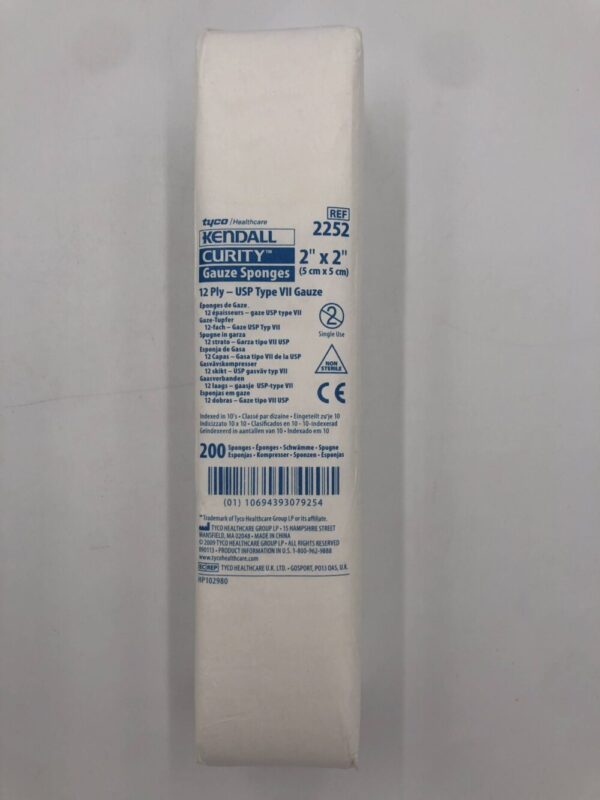 tyco / Healthcare
KENDALL
CURITY™
Gauze Sponges
REF
2252
2" x 2"
(5 cm x 5 cm)
12 Ply – USP Type VII Gauze
Éponges de Gaze
12 épaisseurs – gaze USP type VII
Gaze-Tupfer
12-fach – Gaze USP Typ VII
Spugne in garza
12 strato – Garza tipo VII USP
Esponja de Gasa
12 Capas – Gasa tipo VII de la USP
Gasvävskompresser
12 skikt – USP gasväv typ VII
Gaasverbanden
12 laags – gaasje USP-type VII
Esponjas em gaze
12 dobras – Gaze tipo VII USP
2
Single Use
NON
STERILE
CE
Indexed in 10's • Classé par dizaine • Eingeteilt zu'je 10
Indicizzato 10 x 10 • Clasificados en 10 • 10-indexerad
Geïndexeerd in aantallen van 10 • Indexado em 10
200 Sponges • Éponges • Schwämme • Spugne
Esponjas • Kompresser • Sponzen • Esponjas
(01) 10694393079254
™Trademark of Tyco Healthcare Group LP or its affiliate.
TYCO HEALTHCARE GROUP LP • 15 HAMPSHIRE STREET
MANSFIELD, MA 02048 • MADE IN CHINA
© 2009 TYCO HEALTHCARE GROUP LP • ALL RIGHTS RESERVED
090113 • PRODUCT INFORMATION IN U.S. 1-800-962-9888
www.tycohealthcare.com
EC REP TYCO HEALTHCARE U.K. LTD. • GOSPORT, PO13 0AS, U.K.
HP102980